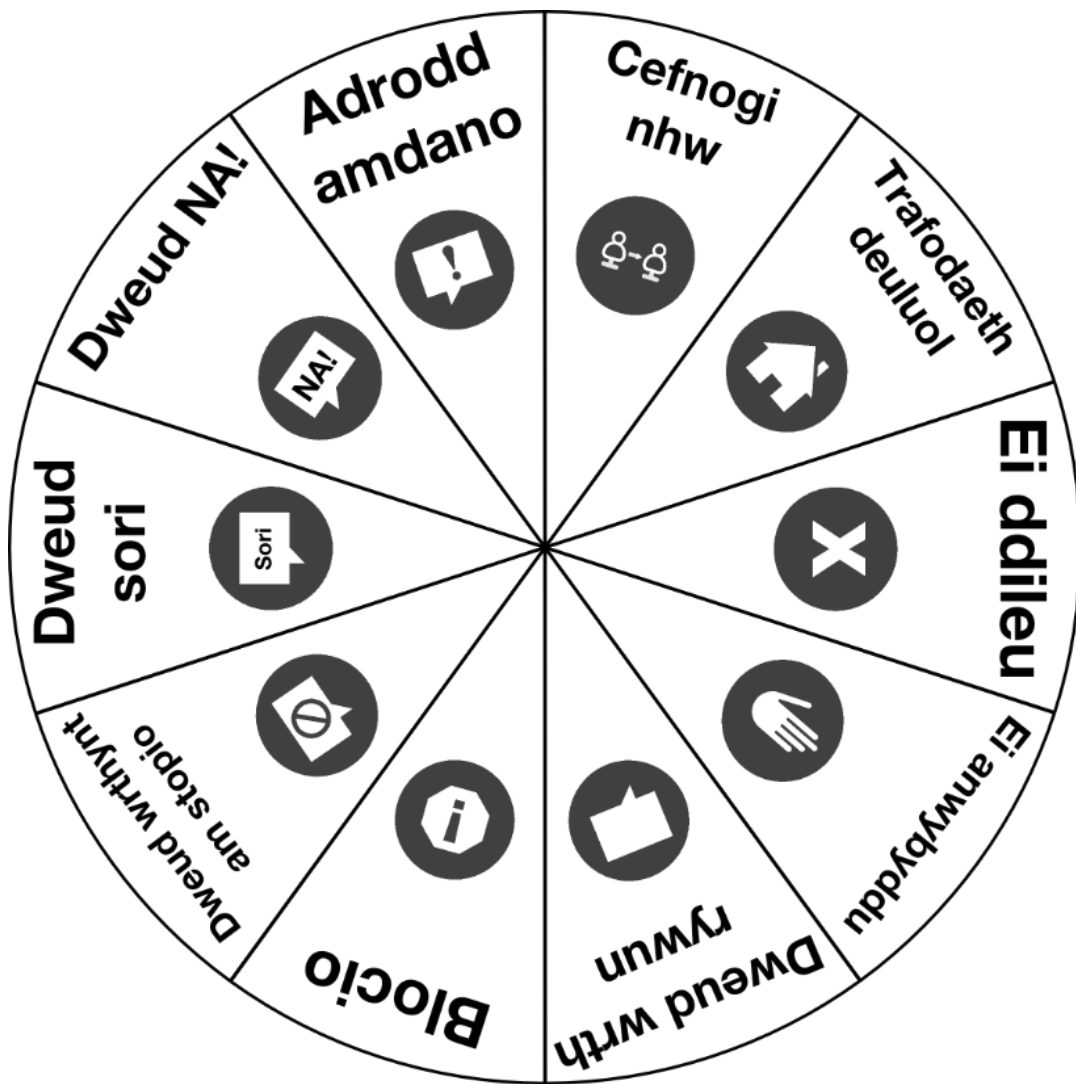 Cefnogi
nhw
Trafodaeth
deuluol
Ei ddileu
Ei anwybyddu
Dweud wrth
rywun
Blocio
Dweud wrthynt
am stopio
Dweud
sori
Sori
Dweud NA!
NA!
Adrodd
amdano
!
!